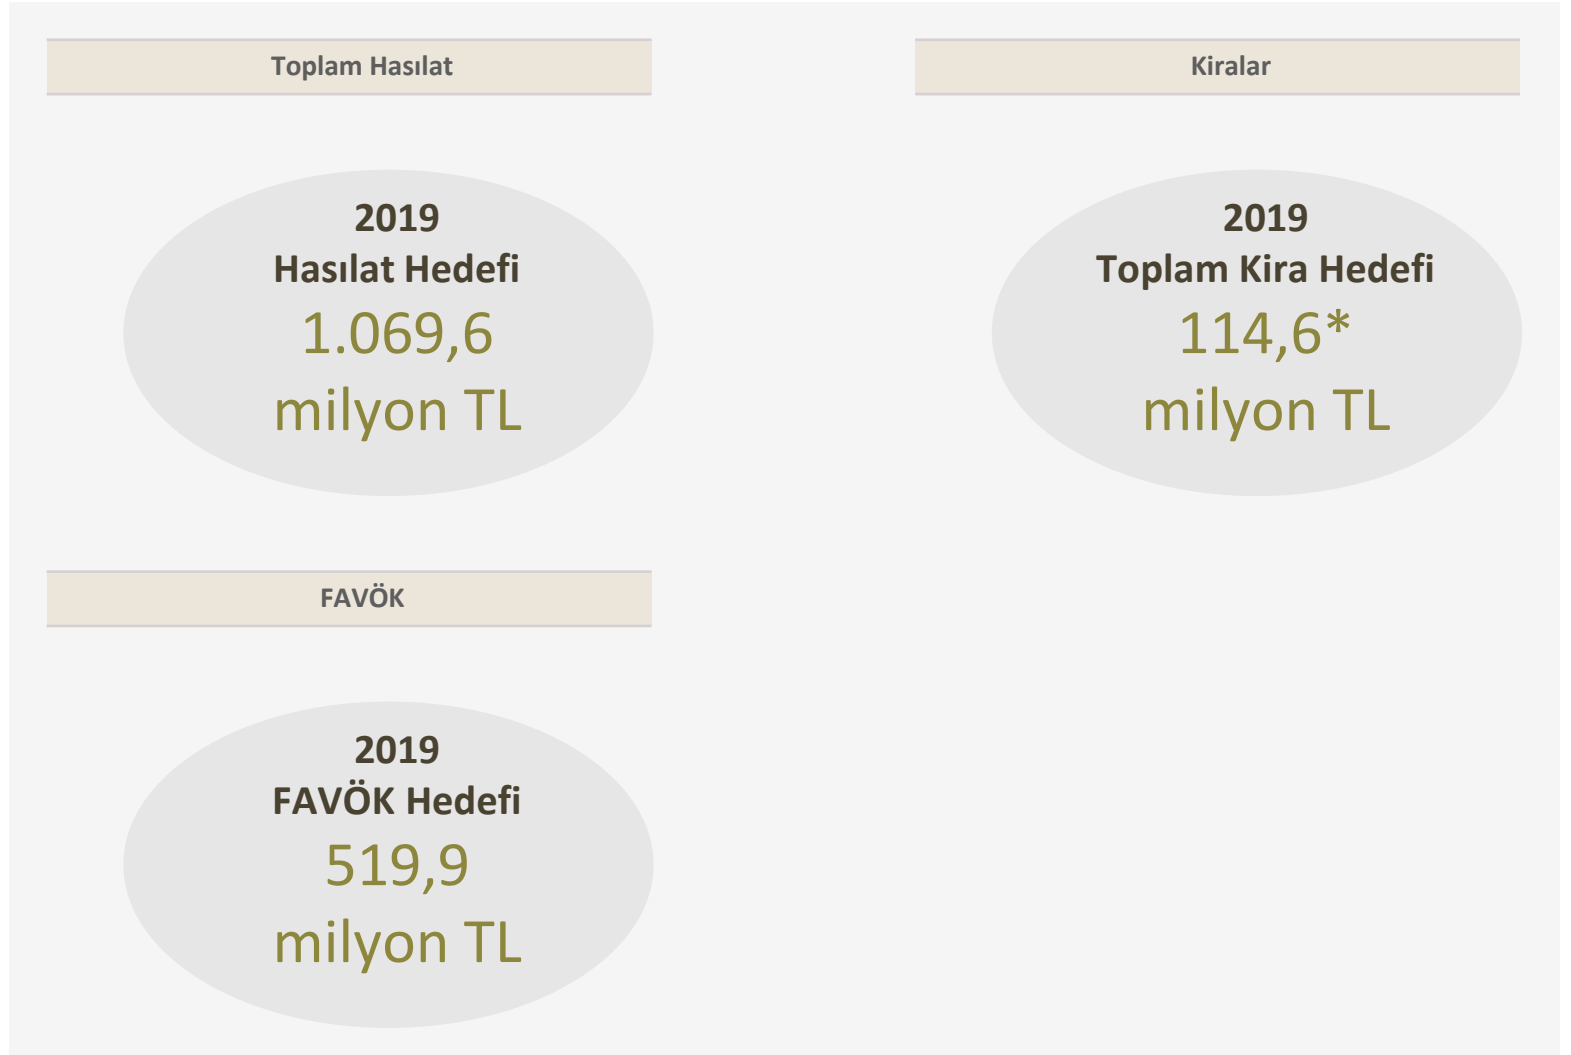 Toplam Hasılat
2019
Hasılat Hedefi
1.069,6
milyon TL
Kiralar
2019
Toplam Kira Hedefi
114,6*
milyon TL
FAVÖK
2019
FAVÖK Hedefi
519,9
milyon TL